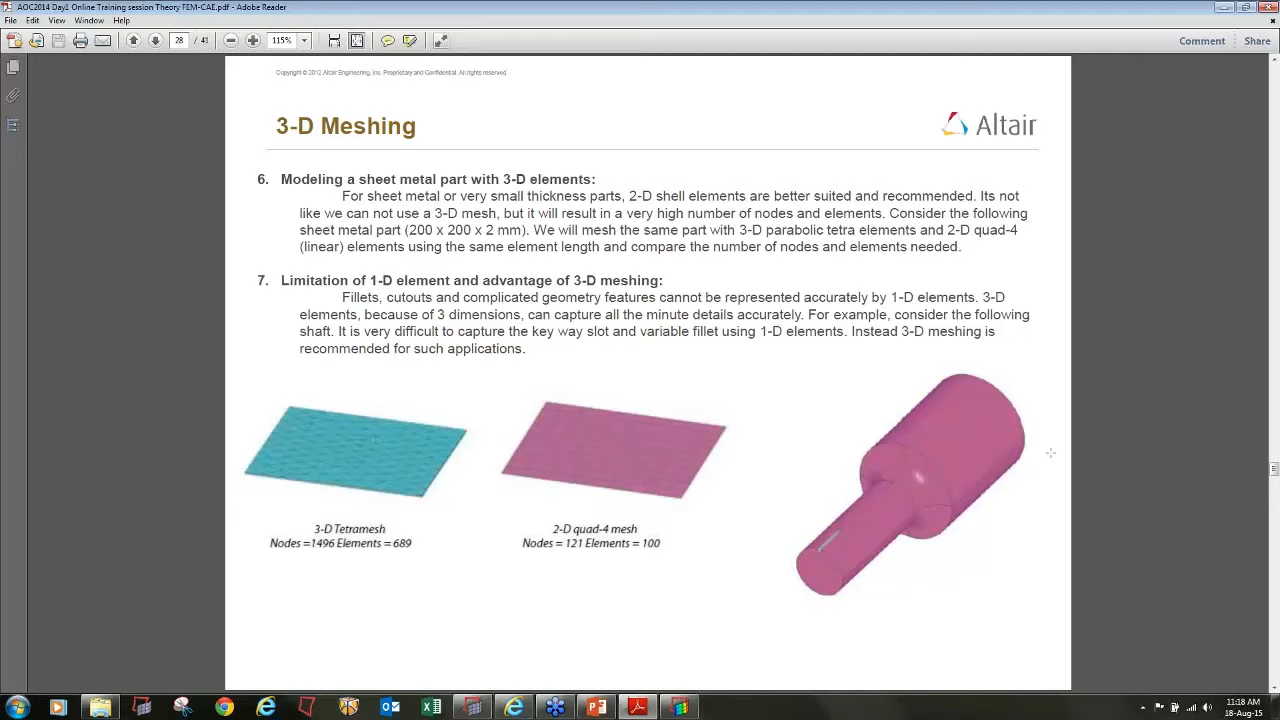 AOC2014 Day1 Online Training session Theory FEM-CAE.pdf - Adobe Reader
File Edit View Window Help
28 / 41 115% Comment Share
Copyright © 2012 Altair Engineering, Inc. Proprietary and Confidential. All rights reserved.
3-D Meshing
Altair
6. Modeling a sheet metal part with 3-D elements:
For sheet metal or very small thickness parts, 2-D shell elements are better suited and recommended. Its not
like we can not use a 3-D mesh, but it will result in a very high number of nodes and elements. Consider the following
sheet metal part (200 x 200 x 2 mm). We will mesh the same part with 3-D parabolic tetra elements and 2-D quad-4
(linear) elements using the same element length and compare the number of nodes and elements needed.
7. Limitation of 1-D element and advantage of 3-D meshing:
Fillets, cutouts and complicated geometry features cannot be represented accurately by 1-D elements. 3-D
elements, because of 3 dimensions, can capture all the minute details accurately. For example, consider the following
shaft. It is very difficult to capture the key way slot and variable fillet using 1-D elements. Instead 3-D meshing is
recommended for such applications.
3-D Tetramesh
Nodes =1496 Elements = 689
2-D quad-4 mesh
Nodes = 121 Elements = 100
11:18 AM
18-Aug-15